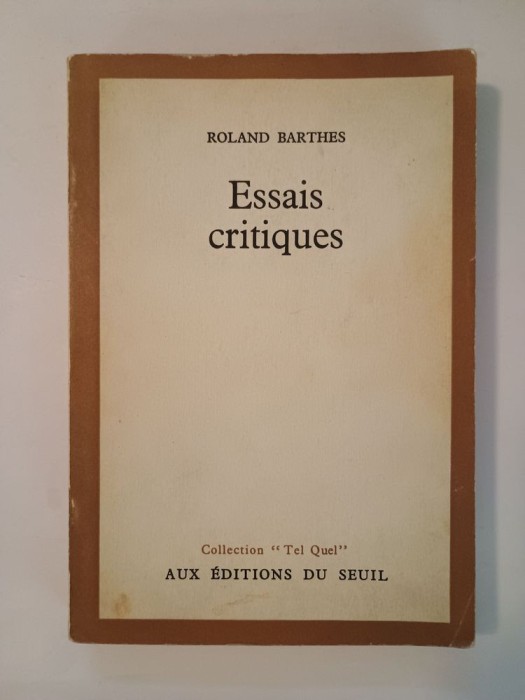 ROLAND BARTHES
Essais
critiques
Collection “Tel Quel”
AUX ÉDITIONS DU SEUIL